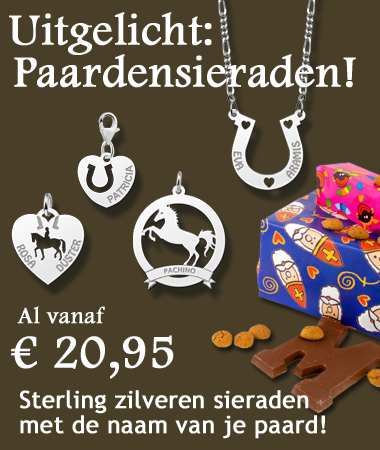 Uitgelicht:
Paardensieraden!
EVA ARAMIS
PATRICIA
ROSA DUSTER
PACHINO
Al vanaf
€ 20,95
Sterling zilveren sieraden
met de naam van je paard!